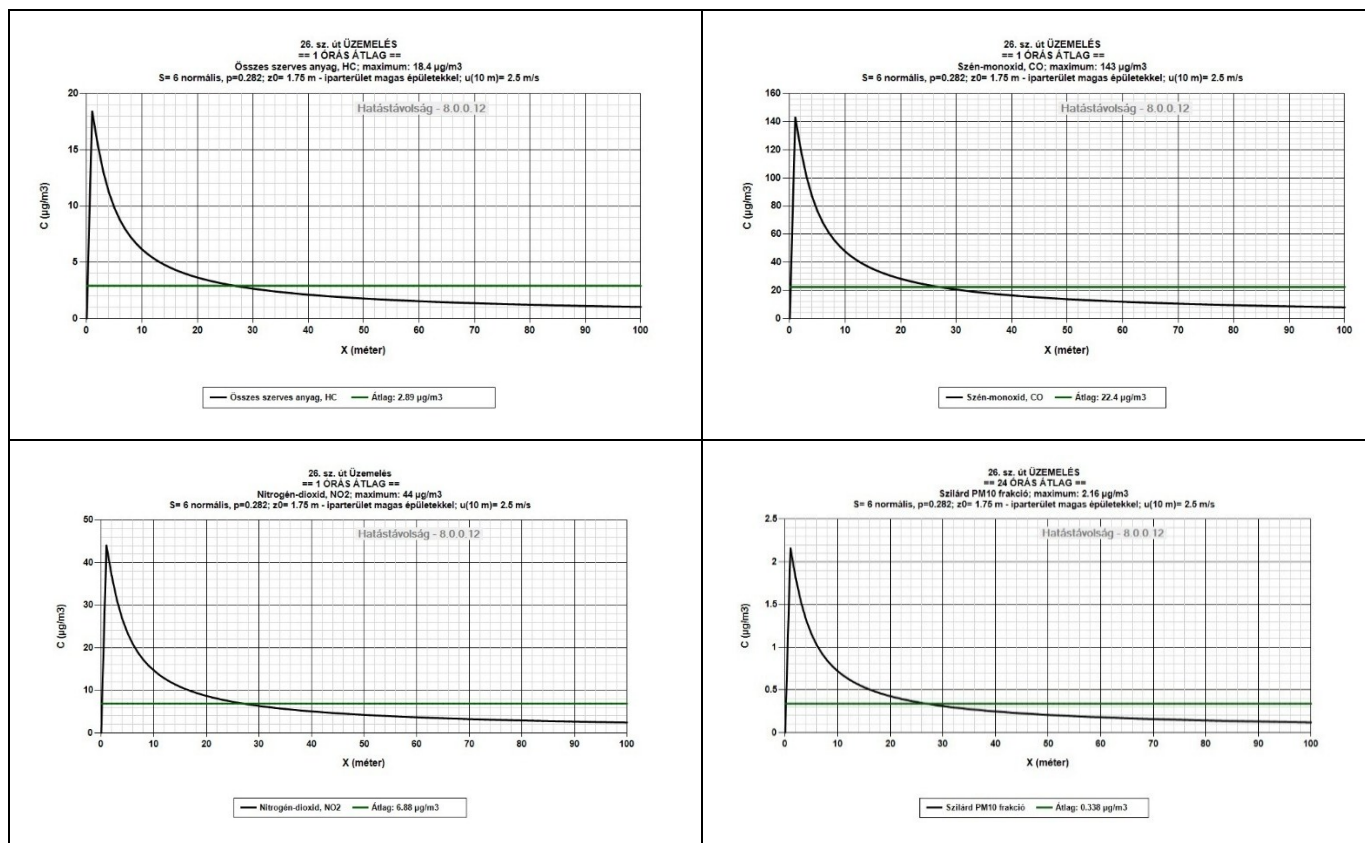 26. sz. út ÜZEMELÉS
== 1 ÓRÁS ÁTLAG ==
Összes szerves anyag, HC; maximum: 18.4 µg/m3
S= 6 normális, p=0.282; z0= 1.75 m - iparterület magas épületekkel; u(10 m)= 2.5 m/s
Hatástávolság - 8.0.0.12
C (µg/m3)
20
15
10
5
0
0 10 20 30 40 50 60 70 80 90 100
X (méter)
Összes szerves anyag, HC Átlag: 2.89 µg/m3
26. sz. út ÜZEMELÉS
== 1 ÓRÁS ÁTLAG ==
Szén-monoxid, CO; maximum: 143 µg/m3
S= 6 normális, p=0.282; z0= 1.75 m - iparterület magas épületekkel; u(10 m)= 2.5 m/s
Hatástávolság - 8.0.0.12
C (µg/m3)
160
140
120
100
80
60
40
20
0
0 10 20 30 40 50 60 70 80 90 100
X (méter)
Szén-monoxid, CO Átlag: 22.4 µg/m3
26. sz. út Üzemelés
== 1 ÓRÁS ÁTLAG ==
Nitrogén-dioxid, NO2; maximum: 44 µg/m3
S= 6 normális, p=0.282; z0= 1.75 m - iparterület magas épületekkel; u(10 m)= 2.5 m/s
Hatástávolság - 8.0.0.12
C (µg/m3)
50
40
30
20
10
0
0 10 20 30 40 50 60 70 80 90 100
X (méter)
Nitrogén-dioxid, NO2 Átlag: 6.88 µg/m3
26. sz. út ÜZEMELÉS
== 24 ÓRÁS ÁTLAG ==
Szilárd PM10 frakció; maximum: 2.16 µg/m3
S= 6 normális, p=0.282; z0= 1.75 m - iparterület magas épületekkel; u(10 m)= 2.5 m/s
Hatástávolság - 8.0.0.12
C (µg/m3)
2.5
2
1.5
1
0.5
0
0 10 20 30 40 50 60 70 80 90 100
X (méter)
Szilárd PM10 frakció Átlag: 0.338 µg/m3